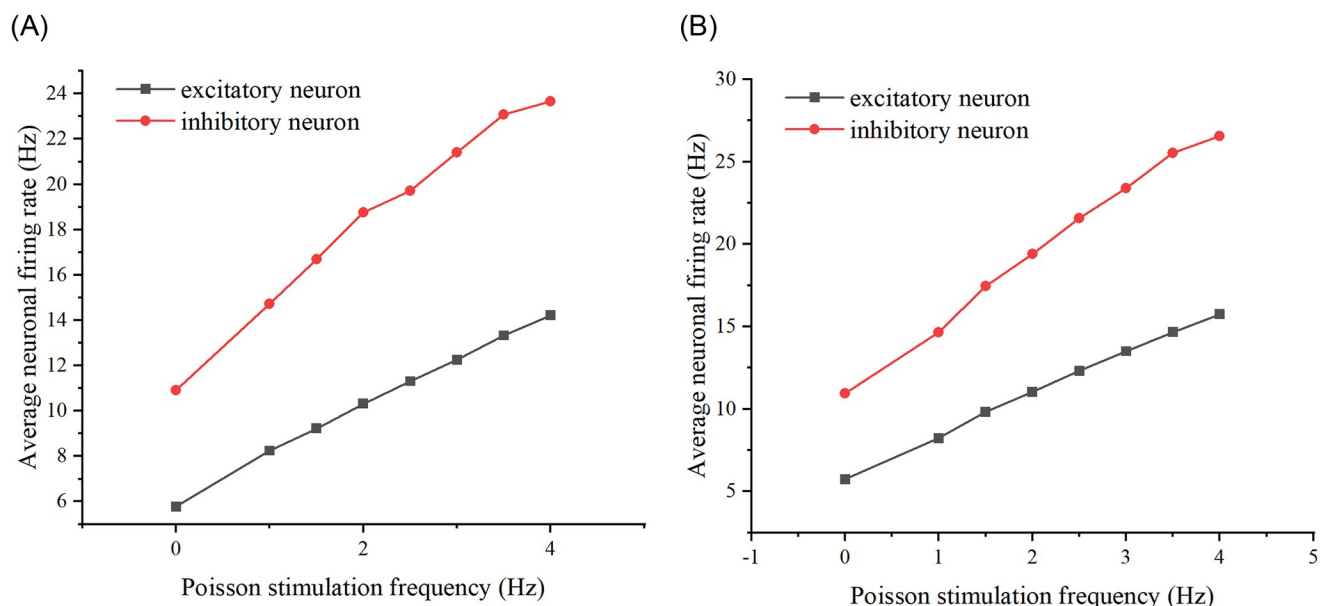 (A)
Average neuronal firing rate (Hz)
24
22
20
18
16
14
12
10
8
6
excitatory neuron
inhibitory neuron
0
2
4
Poisson stimulation frequency (Hz)
(B)
Average neuronal firing rate (Hz)
30
25
20
15
10
5
excitatory neuron
inhibitory neuron
-1
0
1
2
3
4
5
Poisson stimulation frequency (Hz)